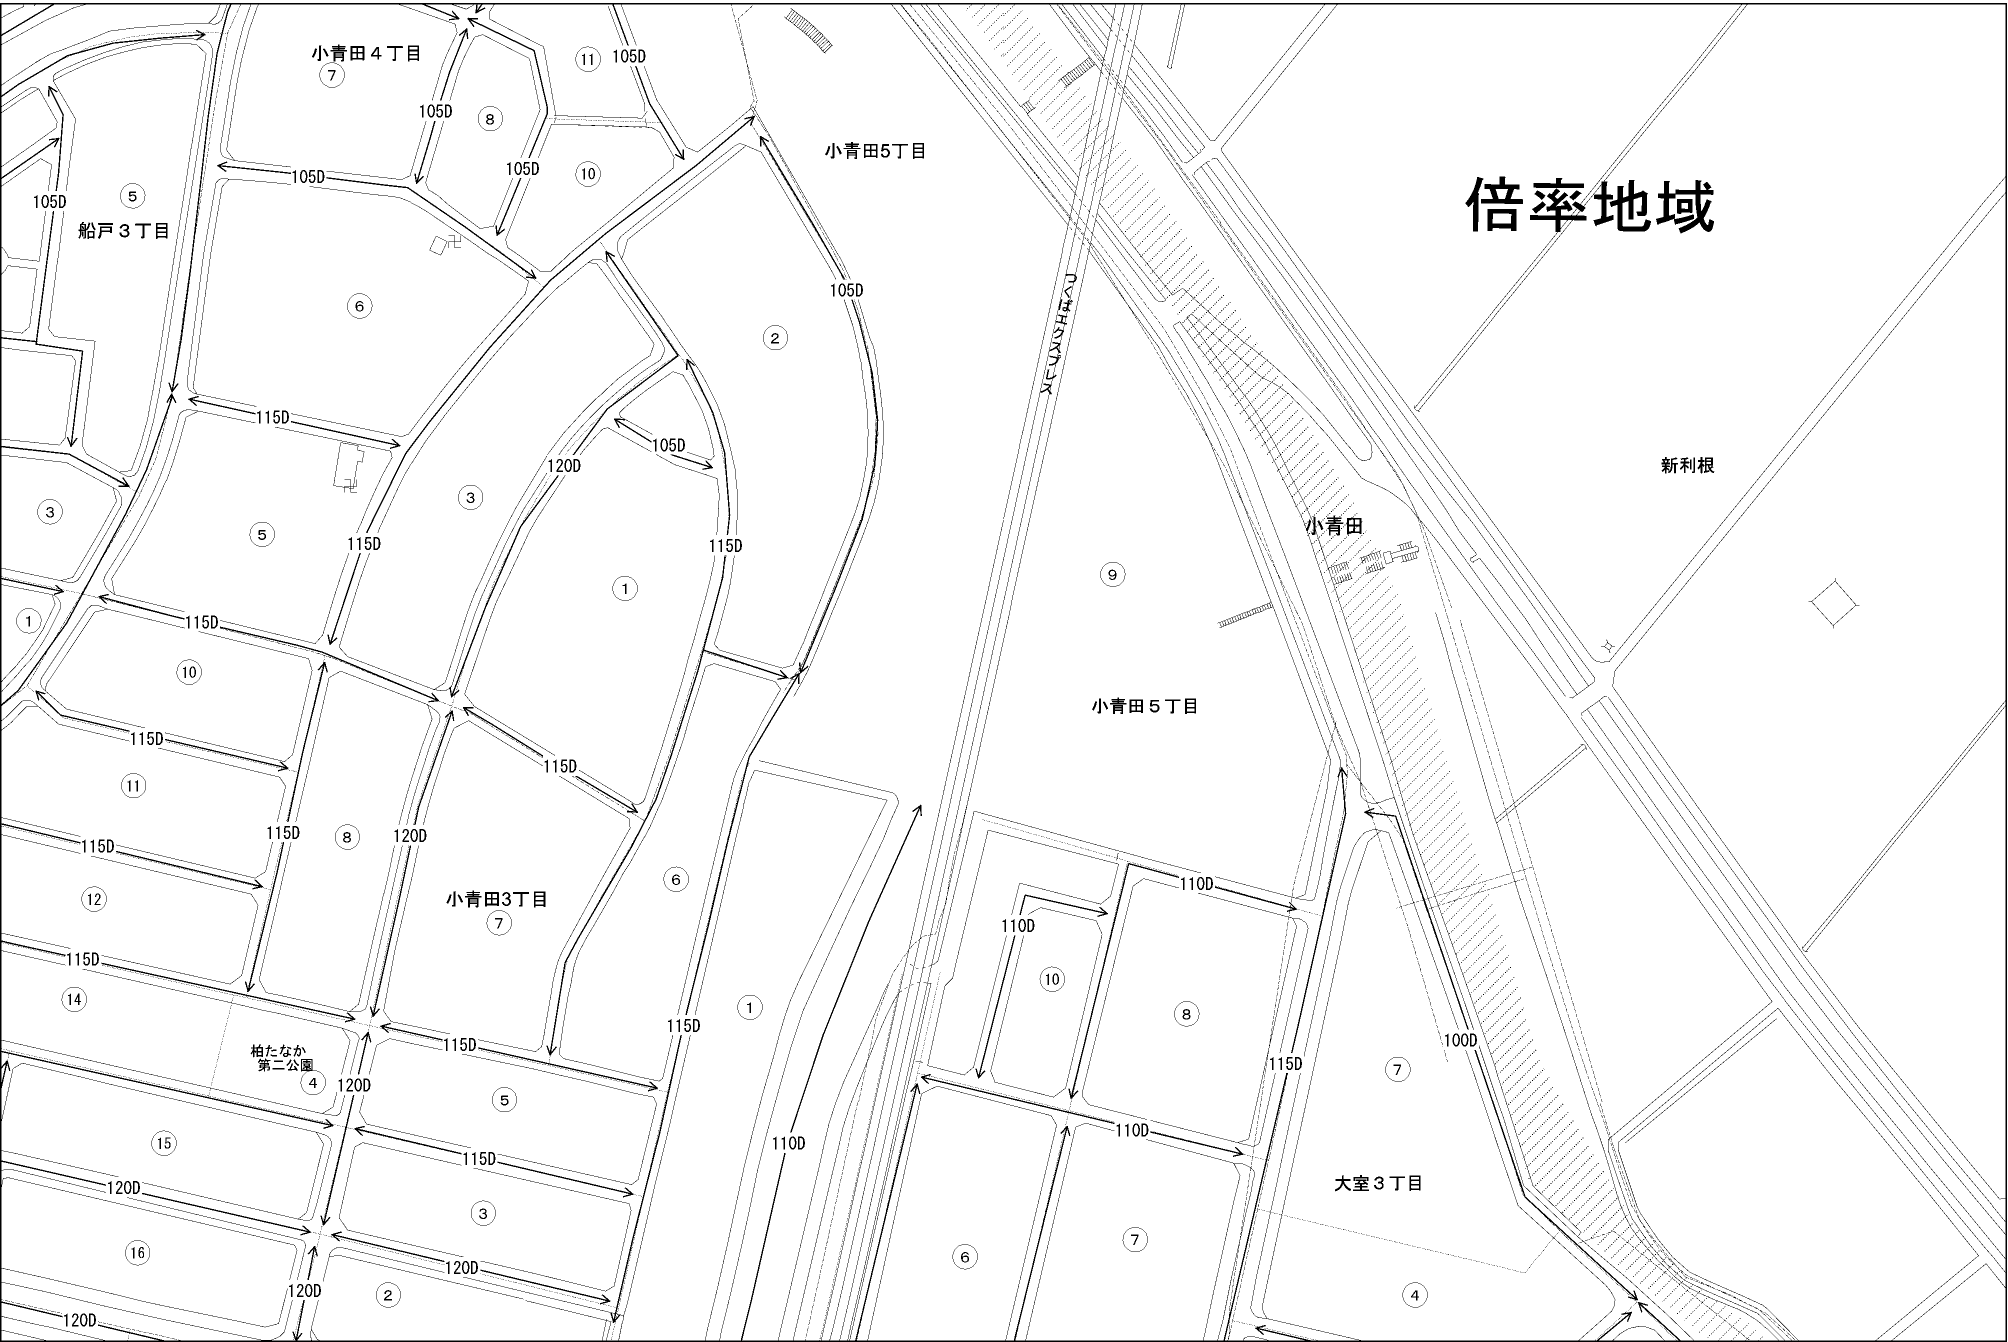 小青田４丁目
⑦
⑪
105D
105D
⑧
105D
⑩
小青田5丁目
105D
⑤
105D
船戸３丁目
倍率地域
⑥
105D
②
つくばエクスプレス
115D
105D
120D
新利根
③
⑤
③
115D
115D
小青田
⑨
①
①
115D
⑩
小青田５丁目
115D
115D
⑪
115D
⑧
120D
115D
⑥
110D
⑫
小青田3丁目
⑦
110D
115D
⑩
⑭
①
⑧
115D
115D
100D
柏たなか
第二公園
④
120D
⑤
115D
⑦
⑮
115D
110D
110D
120D
③
大室３丁目
⑯
120D
⑥
⑦
120D
②
④
120D